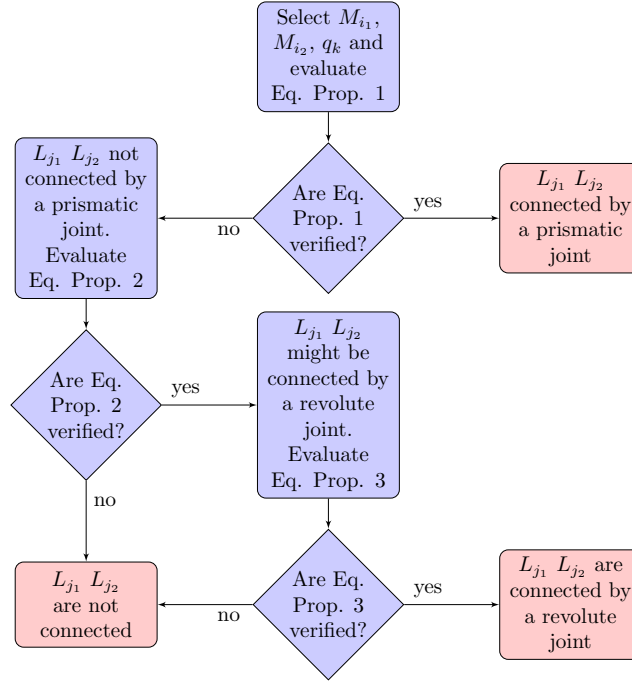 Select $M_{i_1}$,
$M_{i_2}$, $q_k$ and
evaluate
Eq. Prop. 1
Are Eq.
Prop. 1
verified?
yes
$L_{j_1}$ $L_{j_2}$
connected by
a prismatic
joint
no
$L_{j_1}$ $L_{j_2}$ not
connected by
a prismatic
joint.
Evaluate
Eq. Prop. 2
Are Eq.
Prop. 2
verified?
yes
$L_{j_1}$ $L_{j_2}$
might be
connected by
a revolute
joint.
Evaluate
Eq. Prop. 3
no
$L_{j_1}$ $L_{j_2}$
are not
connected
Are Eq.
Prop. 3
verified?
no
yes
$L_{j_1}$ $L_{j_2}$ are
connected by
a revolute
joint